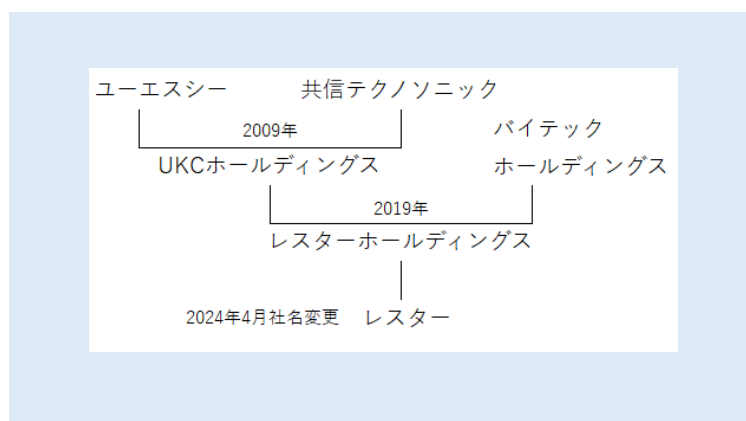 ユーエスシー 共信テクノソニック
2009年 バイテック
UKCホールディングス ホールディングス
2019年
レスターホールディングス
2024年4月社名変更 レスター